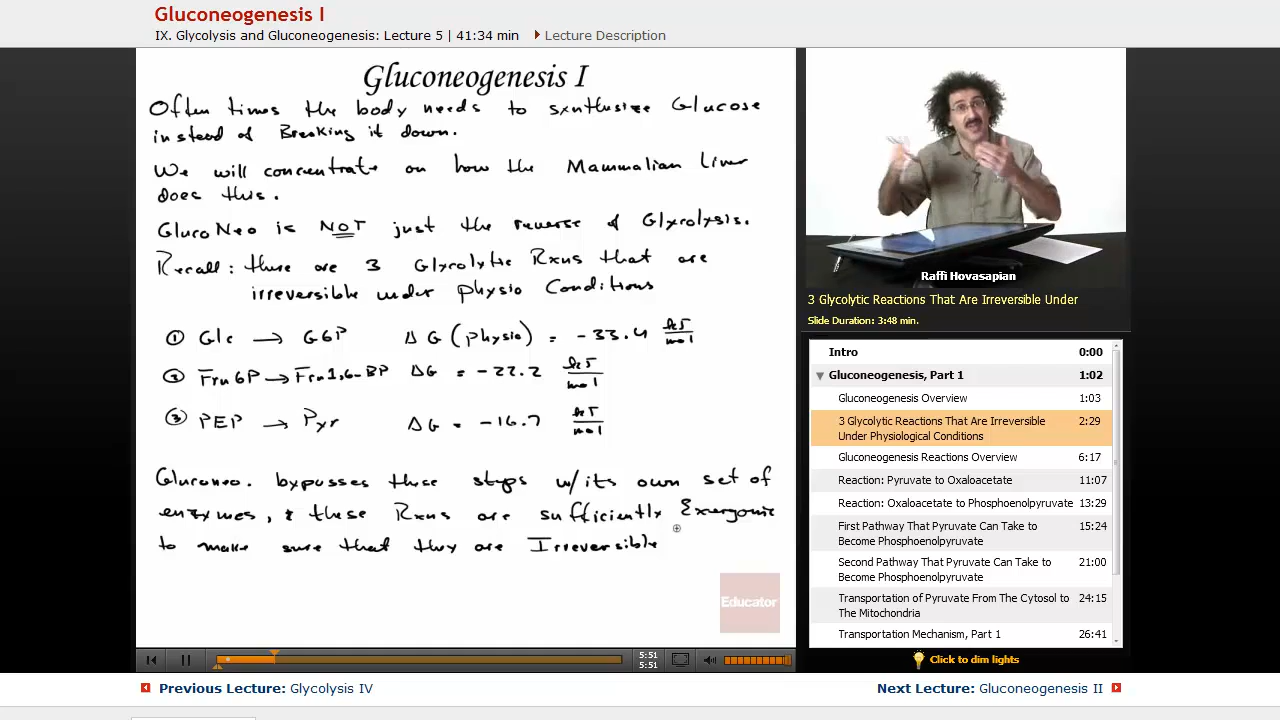 Gluconeogenesis I
IX. Glycolysis and Gluconeogenesis: Lecture 5 | 41:34 min
Lecture Description
Gluconeogenesis I
Often times the body needs to synthesize Glucose
instead of Breaking it down.
We will concentrate on how the Mammalian Liver
does this.
GlucoNeo is NOT just the reverse of Glycolysis.
Recall: there are 3 Glycolytic Rxns that are
irreversible under physio Conditions
① Glc → G6P ΔG (physio) = -33.4 kJ/mol
② Fru6P → Fru1,6-BP ΔG = -22.2 kJ/mol
③ PEP → Pyr ΔG = -16.7 kJ/mol
Gluconeo. bypasses these steps w/its own set of
enzymes, & these Rxns are sufficiently Exergonic
to make sure that they are Irreversible
Educator
Raffi Hovasapian
3 Glycolytic Reactions That Are Irreversible Under
Slide Duration: 3:48 min.
Intro 0:00
Gluconeogenesis, Part 1 1:02
Gluconeogenesis Overview 1:03
3 Glycolytic Reactions That Are Irreversible 2:29
Under Physiological Conditions
Gluconeogenesis Reactions Overview 6:17
Reaction: Pyruvate to Oxaloacetate 11:07
Reaction: Oxaloacetate to Phosphoenolpyruvate 13:29
First Pathway That Pyruvate Can Take to 15:24
Become Phosphoenolpyruvate
Second Pathway That Pyruvate Can Take to 21:00
Become Phosphoenolpyruvate
Transportation of Pyruvate From The Cytosol to 24:15
The Mitochondria
Transportation Mechanism, Part 1 26:41
5:51
5:51
Click to dim lights
Previous Lecture: Glycolysis IV
Next Lecture: Gluconeogenesis II